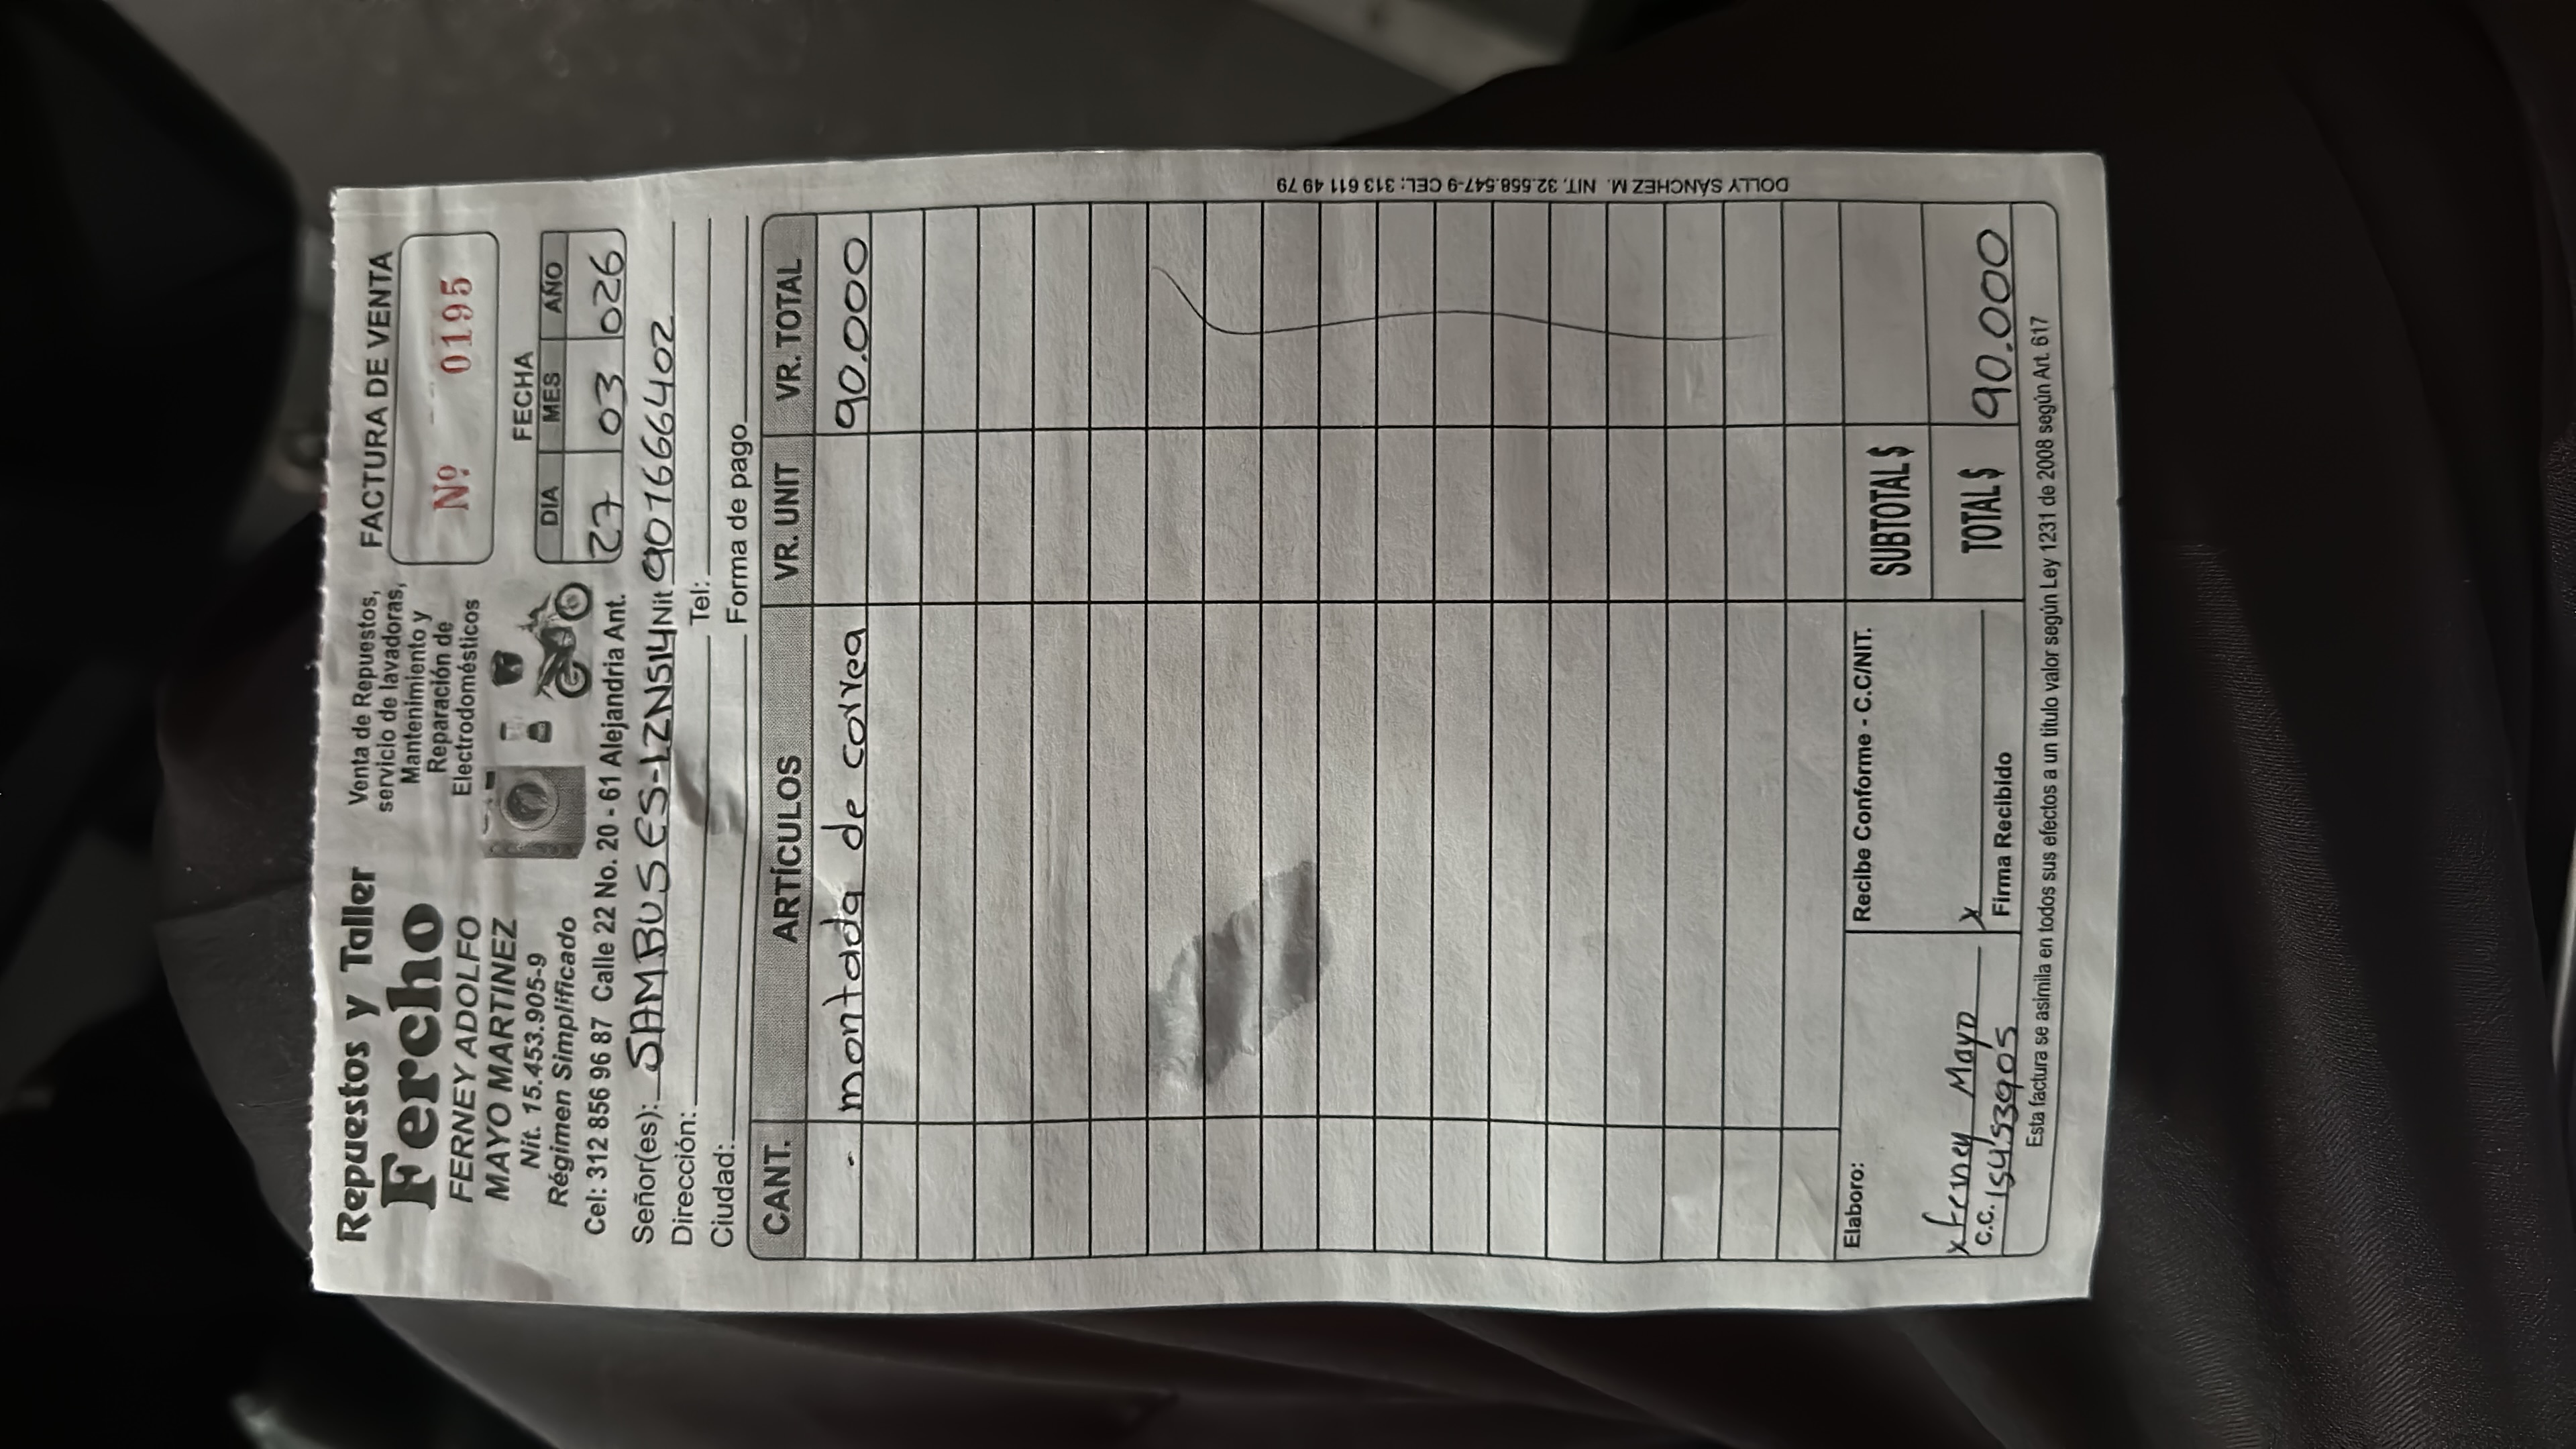 Repuestos y Taller
Fercho
FERNEY ADOLFO
MAYO MARTINEZ
Nit. 15.453.905-9
Régimen Simplificado
Venta de Repuestos,
servicio de lavadoras,
Mantenimiento y
Reparación de
Electrodomésticos
FACTURA DE VENTA
Nº 0195
FECHA
DIA MES AÑO
27 03 026
Cel: 312 856 96 87 Calle 22 No. 20 - 61 Alejandria Ant.
Señor(es): SAMBUSES-LZNS14 Nit 901666402
Dirección: Tel:
Ciudad: Forma de pago
CANT. ARTÍCULOS VR. UNIT VR. TOTAL
- montada de correa 90.000
Elaboro: Recibe Conforme - C.C/NIT. SUBTOTAL $
x Ferney Mayo x TOTAL $ 90.000
C.C. 15453905 Firma Recibido
Esta factura se asimila en todos sus efectos a un titulo valor según Ley 1231 de 2008 según Art. 617
DOLLY SÁNCHEZ M. NIT. 32.558.547-9 CEL: 313 611 49 79